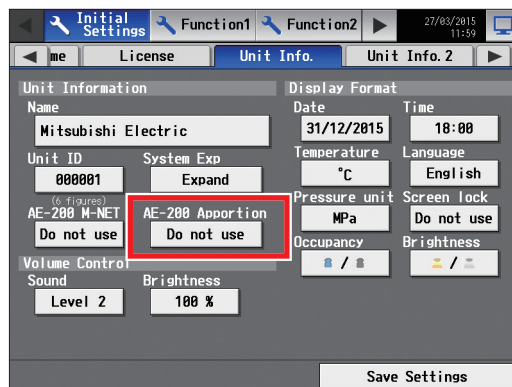 Initial Settings Function1 Function2 27/03/2015 11:59
me License Unit Info. Unit Info.2
Unit Information
Name
Mitsubishi Electric
Unit ID System Exp
000001 Expand
(6 figures)
AE-200 M-NET AE-200 Apportion
Do not use Do not use
Volume Control
Sound Brightness
Level 2 100 %
Display Format
Date Time
31/12/2015 18:00
Temperature Language
°C English
Pressure unit Screen lock
MPa Do not use
Occupancy Brightness
/ /
Save Settings